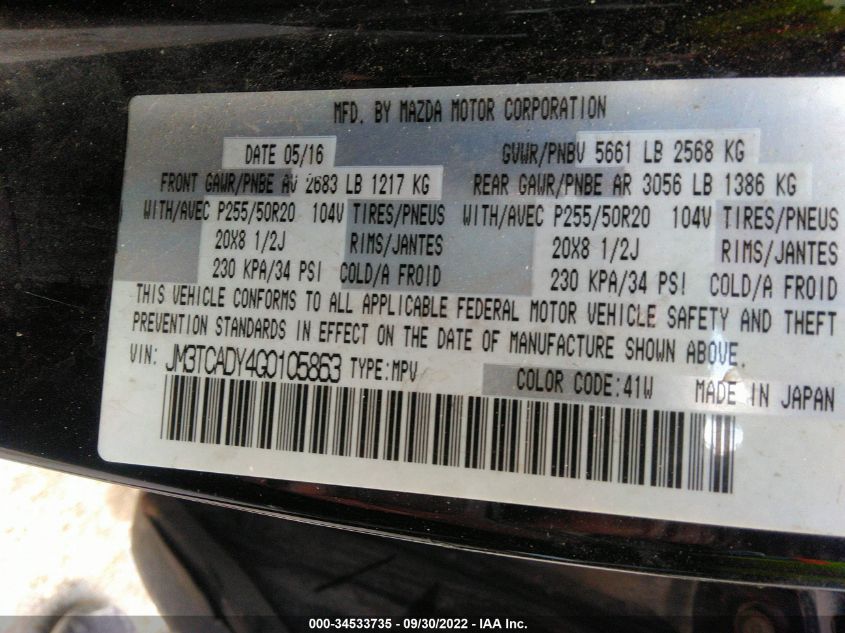 MFD. BY MAZDA MOTOR CORPORATION
DATE 05/16 GVWR/PNBV 5661 LB 2568 KG
FRONT GAWR/PNBE AV 2683 LB 1217 KG REAR GAWR/PNBE AR 3056 LB 1386 KG
WITH/AVEC P255/50R20 104V TIRES/PNEUS WITH/AVEC P255/50R20 104V TIRES/PNEUS
20X8 1/2J RIMS/JANTES 20X8 1/2J RIMS/JANTES
230 KPA/34 PSI COLD/A FROID 230 KPA/34 PSI COLD/A FROID
THIS VEHICLE CONFORMS TO ALL APPLICABLE FEDERAL MOTOR VEHICLE SAFETY AND THEFT
PREVENTION STANDARDS IN EFFECT ON THE DATE OF MANUFACTURE SHOWN ABOVE.
VIN: JM3TCADY4G0105863 TYPE:MPV COLOR CODE:41W MADE IN JAPAN
000-34533735 - 09/30/2022 - IAA Inc.